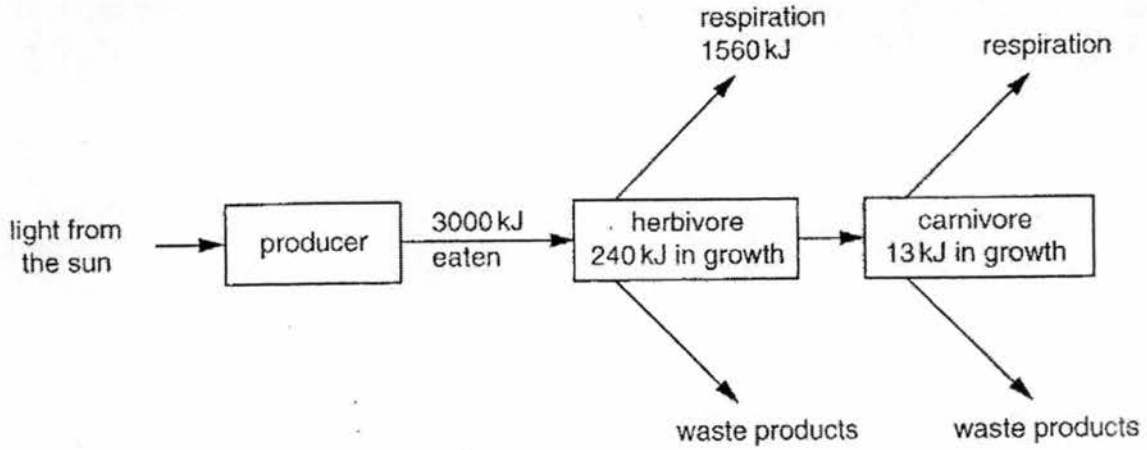 respiration
1560 kJ
respiration
light from
the sun
producer
3000 kJ
eaten
herbivore
240 kJ in growth
carnivore
13 kJ in growth
waste products
waste products